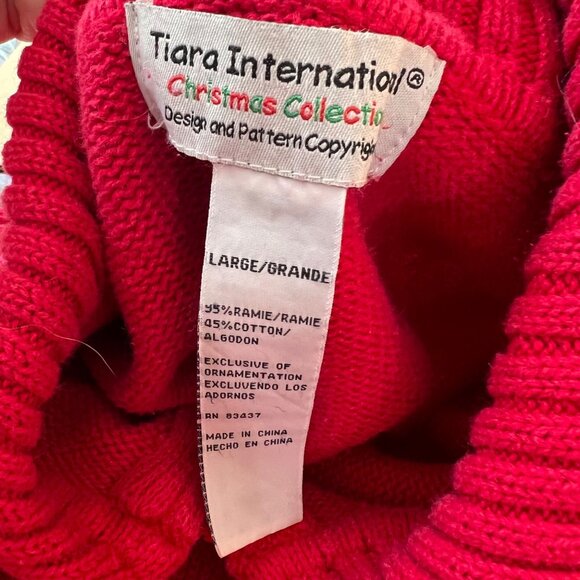 Tiara International®
Christmas Collectio
Design and Pattern Copyrigh
LARGE/GRANDE
55%RAMIE/RAMIE
45%COTTON/
ALGODON
EXCLUSIVE OF
ORNAMENTATION
EXCLUVENDO LOS
ADORNOS
RN 83437
MADE IN CHINA
HECHO EN CHINA